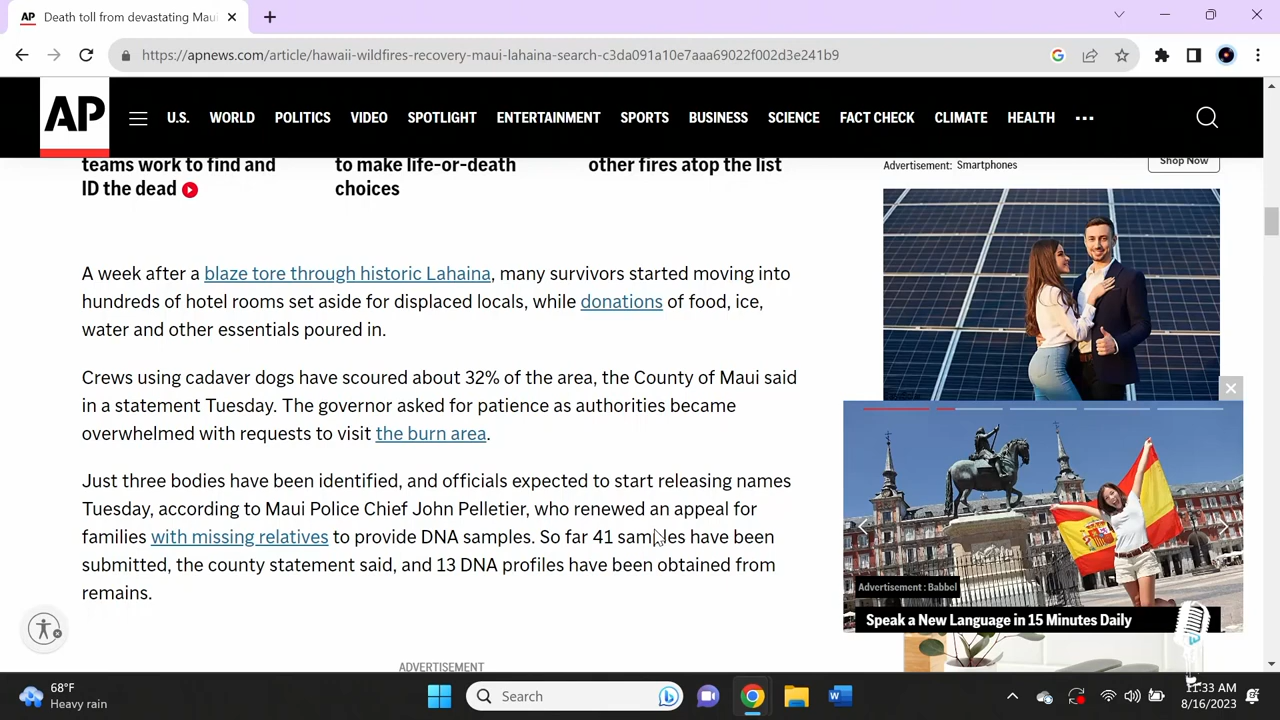 AP Death toll from devastating Maui
https://apnews.com/article/hawaii-wildfires-recovery-maui-lahaina-search-c3da091a10e7aaa69022f002d3e241b9
AP U.S. WORLD POLITICS VIDEO SPOTLIGHT ENTERTAINMENT SPORTS BUSINESS SCIENCE FACT CHECK CLIMATE HEALTH
teams work to find and
ID the dead
to make life-or-death
choices
other fires atop the list
Advertisement: Smartphones
Shop Now
A week after a blaze tore through historic Lahaina, many survivors started moving into
hundreds of hotel rooms set aside for displaced locals, while donations of food, ice,
water and other essentials poured in.
Crews using cadaver dogs have scoured about 32% of the area, the County of Maui said
in a statement Tuesday. The governor asked for patience as authorities became
overwhelmed with requests to visit the burn area.
Just three bodies have been identified, and officials expected to start releasing names
Tuesday, according to Maui Police Chief John Pelletier, who renewed an appeal for
families with missing relatives to provide DNA samples. So far 41 samples have been
submitted, the county statement said, and 13 DNA profiles have been obtained from
remains.
Advertisement : Babbel
Speak a New Language in 15 Minutes Daily
ADVERTISEMENT
68°F
Heavy rain
Search
11:33 AM
8/16/2023